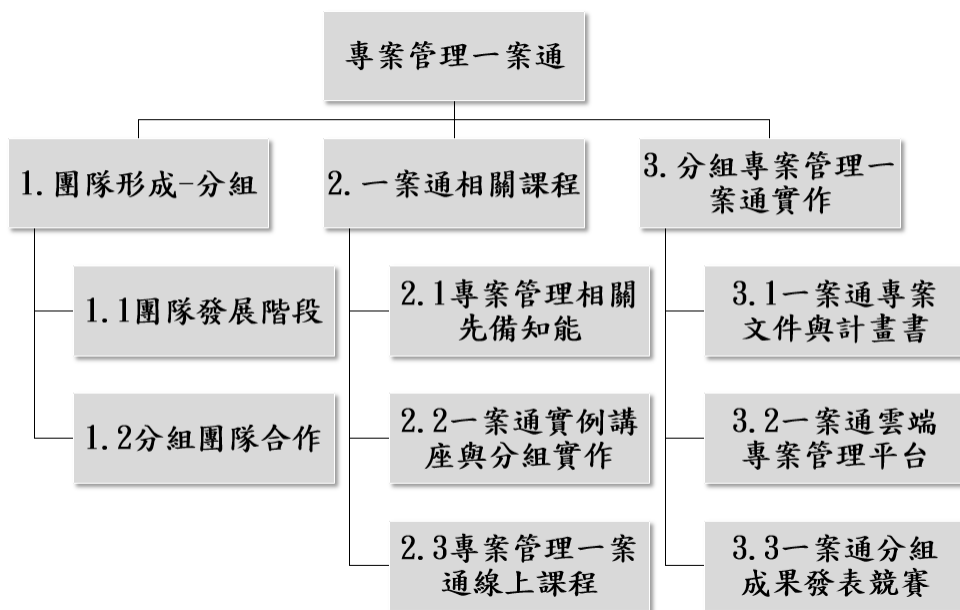 專案管理一案通
1.團隊形成-分組
1.1團隊發展階段
1.2分組團隊合作
2.一案通相關課程
2.1專案管理相關
先備知能
2.2一案通實例講
座與分組實作
2.3專案管理一案
通線上課程
3.分組專案管理一
案通實作
3.1一案通專案
文件與計畫書
3.2一案通雲端
專案管理平台
3.3一案通分組
成果發表競賽